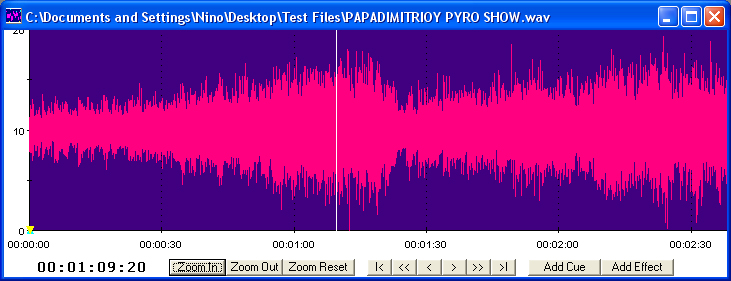 C:\Documents and Settings\Nino\Desktop\Test Files\PAPADIMITRIOY PYRO SHOW.wav
20
10
0
00:00:00 00:00:30 00:01:00 00:01:30 00:02:00 00:02:30
00:01:09:20 Zoom In Zoom Out Zoom Reset |< << < > >> >| Add Cue Add Effect